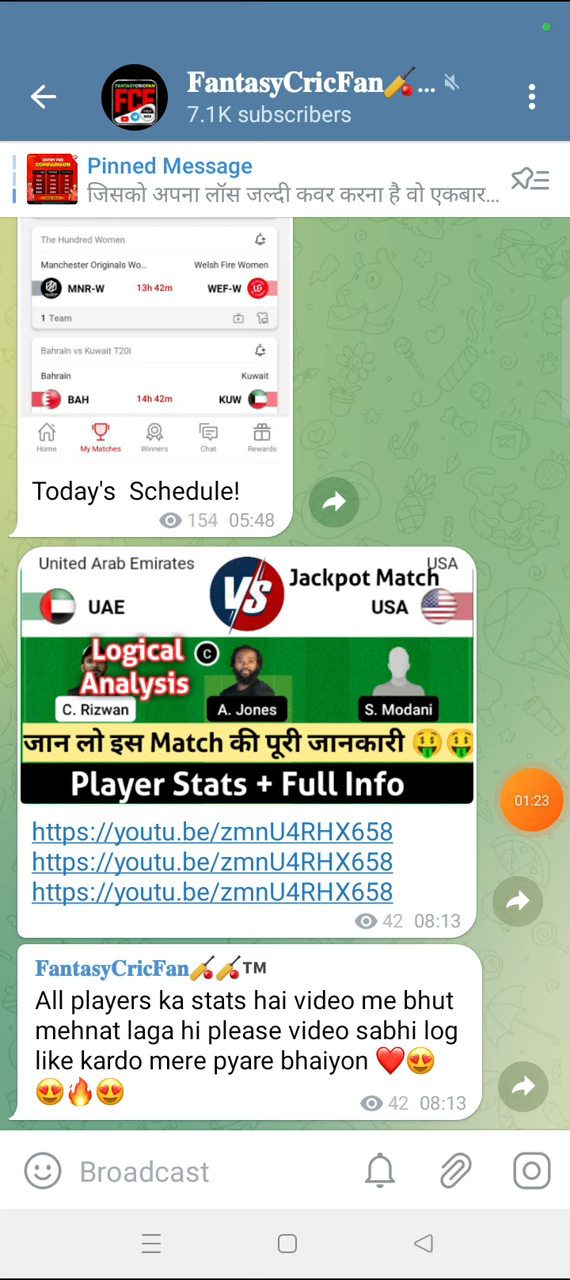 FantasyCricFan🏏...
7.1K subscribers
FANTASYCRICFAN
FCF
Pinned Message
जिसको अपना लॉस जल्दी कवर करना है वो एकबार...
ENTRY FEE
COMPARISON
The Hundred Women
Manchester Originals Wo... Welsh Fire Women
MNR-W 13h 42m WEF-W
1 Team
Bahrain vs Kuwait T20I
Bahrain Kuwait
BAH 14h 42m KUW
Home My Matches Winners Chat Rewards
Today's Schedule!
154 05:48
United Arab Emirates USA
VS Jackpot Match
UAE USA
Logical
Analysis
C
C. Rizwan A. Jones S. Modani
जान लो इस Match की पूरी जानकारी 🤑🤑
Player Stats + Full Info
01:23
https://youtu.be/zmnU4RHX658
https://youtu.be/zmnU4RHX658
https://youtu.be/zmnU4RHX658
42 08:13
FantasyCricFan🏏🏏™
All players ka stats hai video me bhut
mehnat laga hi please video sabhi log
like kardo mere pyare bhaiyon ❤️😍
😍🔥😍
42 08:13
Broadcast